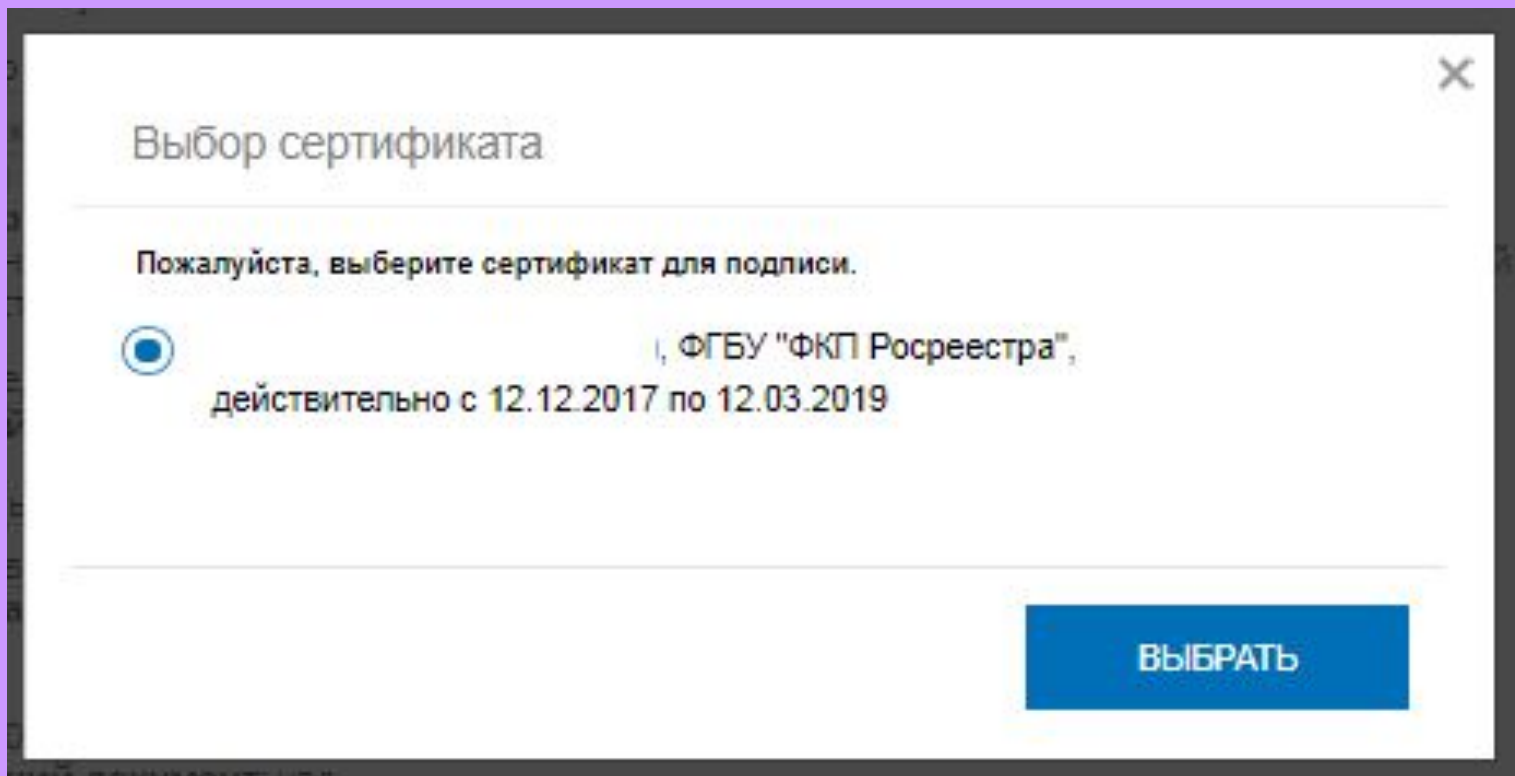 Выбор сертификата
Пожалуйста, выберите сертификат для подписи.
, ФГБУ "ФКП Росреестра",
действительно с 12.12.2017 по 12.03.2019
ВЫБРАТЬ